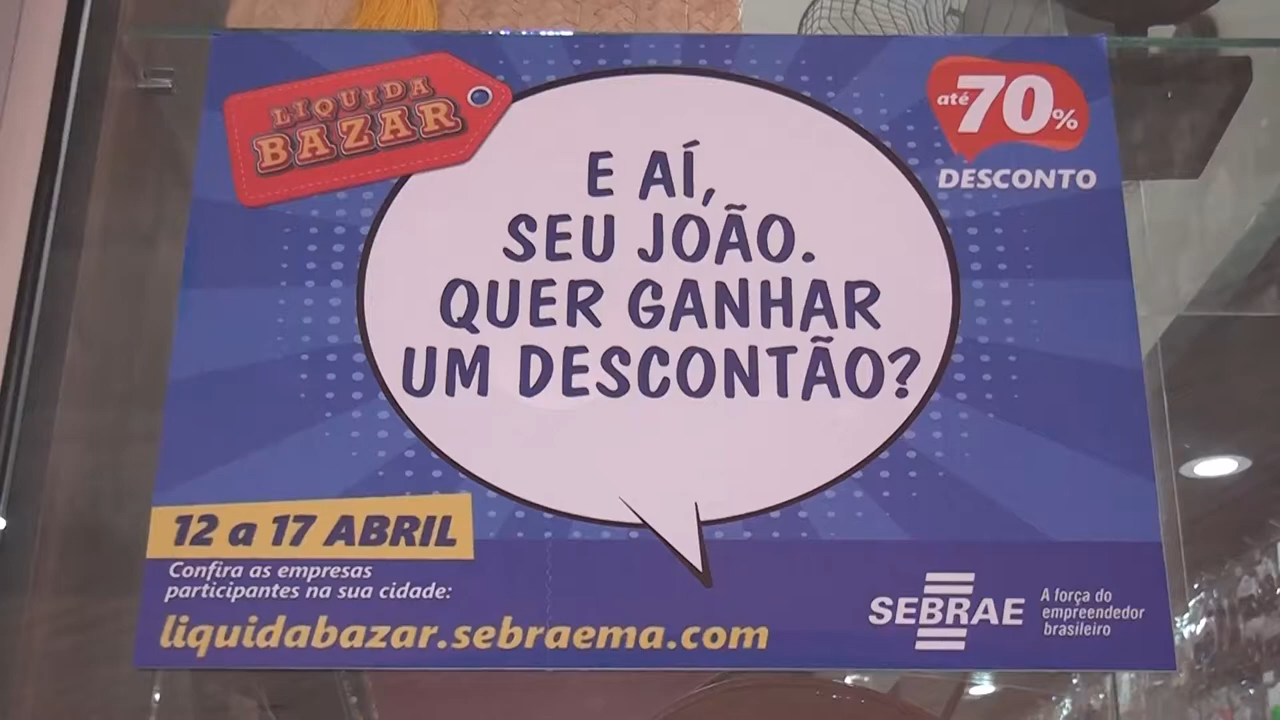 LIQUIDA
BAZAR
até 70%
DESCONTO
E AÍ,
SEU JOÃO.
QUER GANHAR
UM DESCONTÃO?
12 a 17 ABRIL
Confira as empresas
participantes na sua cidade:
liquidabazar.sebraema.com
SEBRAE
A força do
empreendedor
brasileiro